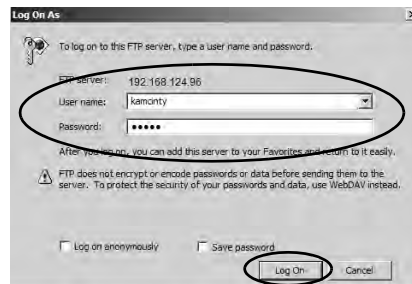 Log On As
To log on to this FTP server, type a user name and password.
FTP server: 192.168.124.96
User name: kamcinty
Password: •••••
After you log on, you can add this server to your Favorites and return to it easily.
FTP does not encrypt or encode passwords or data before sending them to the
server. To protect the security of your passwords and data, use WebDAV instead.
Log on anonymously Save password
Log On Cancel